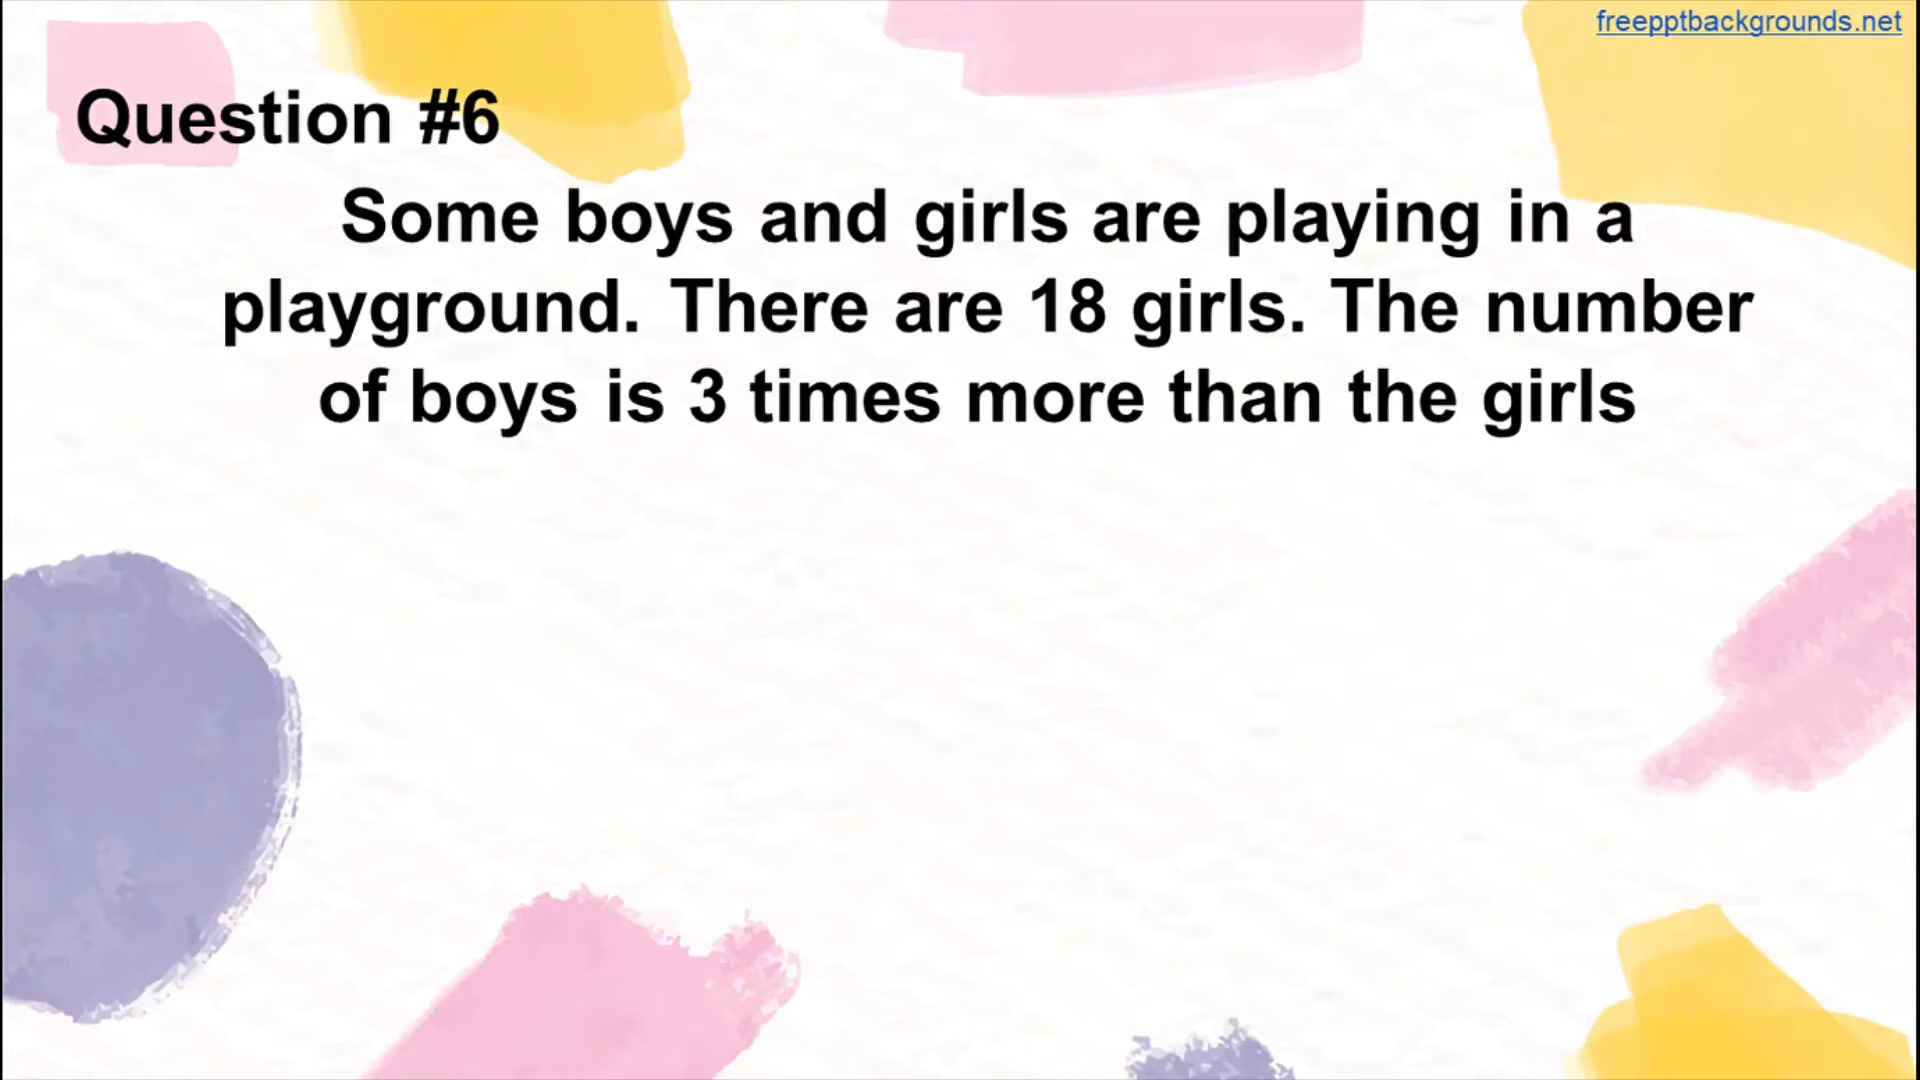 freepptbackgrounds.net
Question #6
Some boys and girls are playing in a
playground. There are 18 girls. The number
of boys is 3 times more than the girls